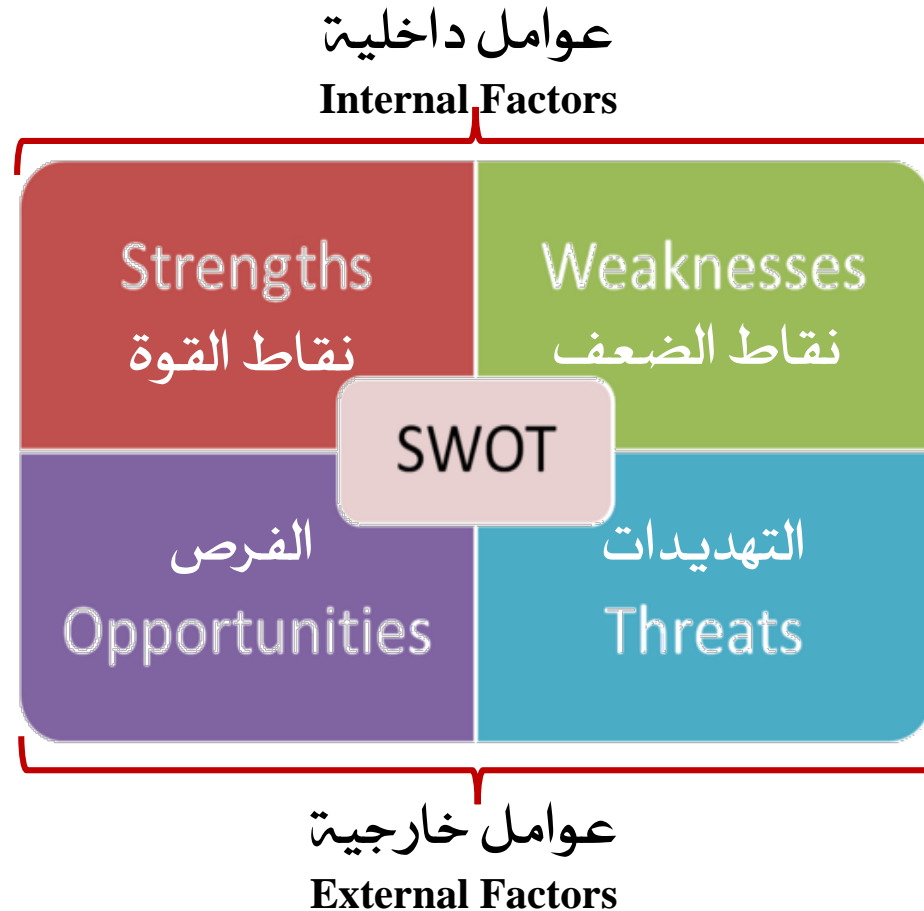 عوامل داخلية
Internal Factors
Strengths
نقاط القوة
Weaknesses
نقاط الضعف
SWOT
الفرص
Opportunities
التهديدات
Threats
عوامل خارجية
External Factors